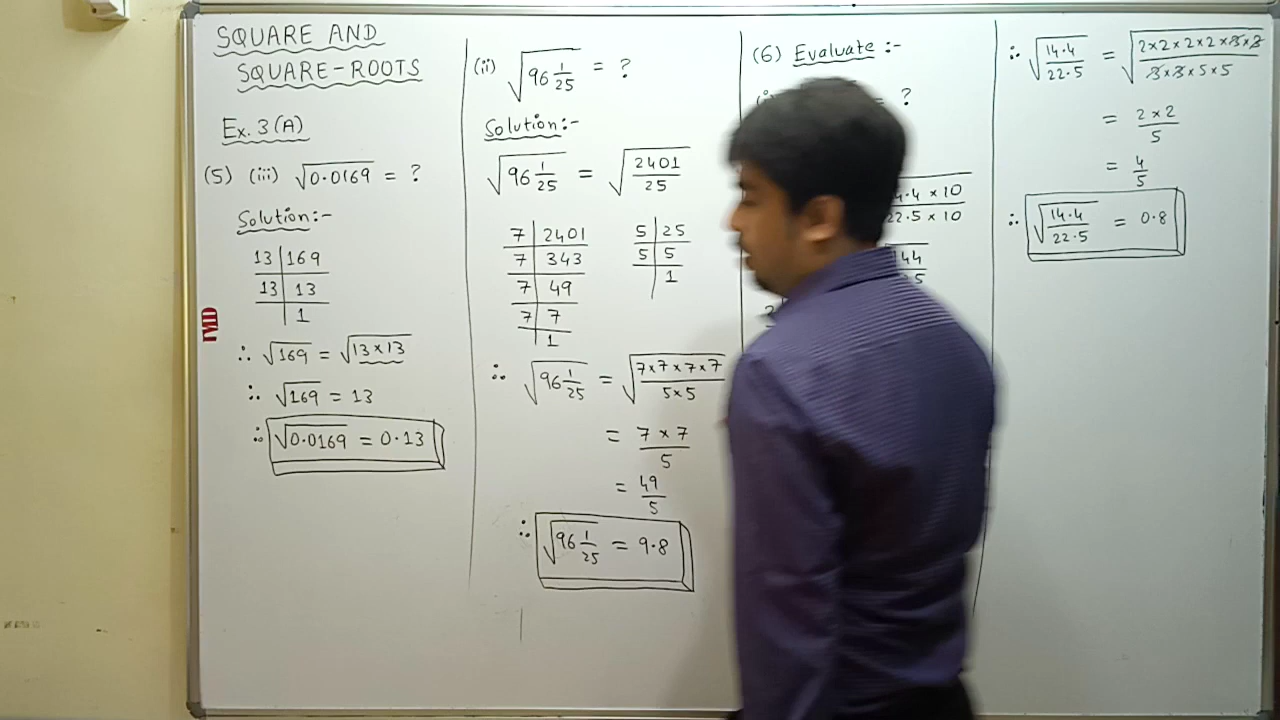 SQUARE AND
SQUARE-ROOTS
Ex. 3(A)
(5) (iii) √0.0169 = ?
Solution:-
13 | 169
13 | 13
| 1
∴ √169 = √13×13
∴ √169 = 13
∴ √0.0169 = 0.13
(ii) √96 1/25 = ?
Solution:-
√96 1/25 = √2401/25
7 | 2401
7 | 343
7 | 49
7 | 7
| 1
5 | 25
5 | 5
| 1
∴ √96 1/25 = √7×7×7×7/5×5
= 7×7/5
= 49/5
∴ √96 1/25 = 9.8
(6) Evaluate :-
= ?
4.4 × 10
22.5 × 10
44
5
∴ √14.4/22.5 = √2×2×2×2×3×3/3×3×5×5
= 2×2/5
= 4/5
∴ √14.4/22.5 = 0.8